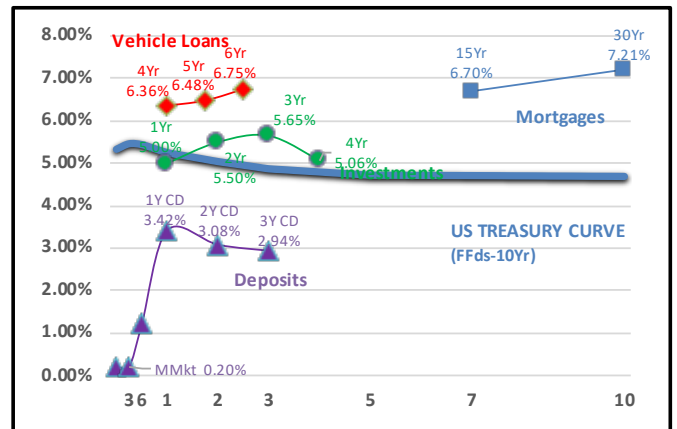 8.00%
7.00%
6.00%
5.00%
4.00%
3.00%
2.00%
1.00%
0.00%
Vehicle Loans
4Yr
6.36%
5Yr
6.48%
6Yr
6.75%
15Yr
6.70%
30Yr
7.21%
Mortgages
1Yr
2Yr
5.50%
3Yr
5.65%
4Yr
5.06%
Investments
1Y CD
3.42%
2Y CD
3.08%
3Y CD
2.94%
Deposits
US TREASURY CURVE
(FFds-10Yr)
MMkt 0.20%
3 6 1 2 3 5 7 10